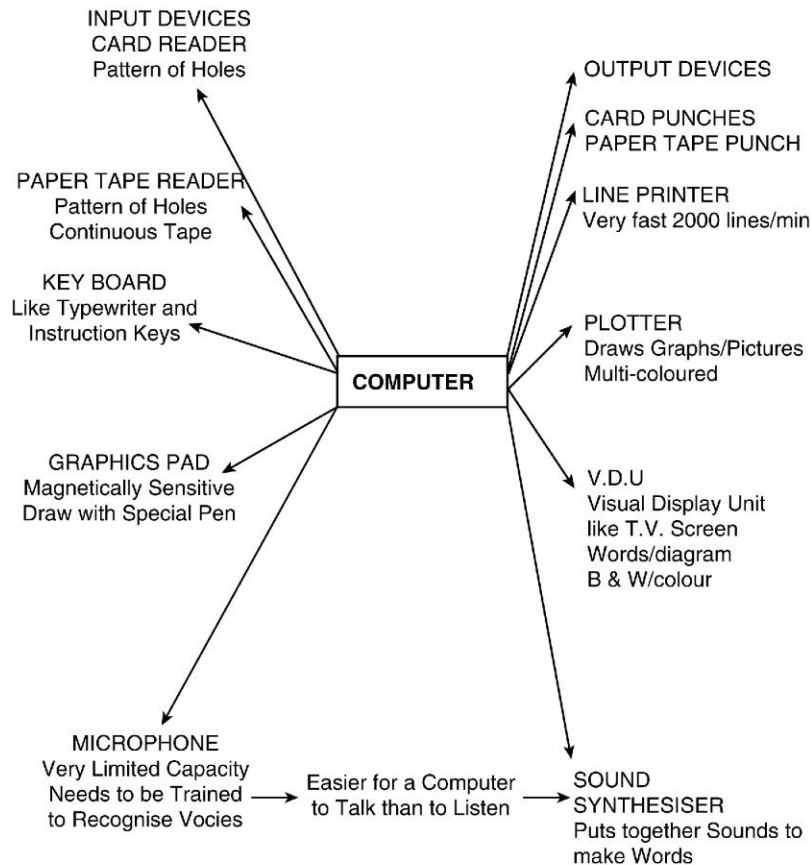 INPUT DEVICES
CARD READER
Pattern of Holes
PAPER TAPE READER
Pattern of Holes
Continuous Tape
KEY BOARD
Like Typewriter and
Instruction Keys
GRAPHICS PAD
Magnetically Sensitive
Draw with Special Pen
MICROPHONE
Very Limited Capacity
Needs to be Trained
to Recognise Vocies
Easier for a Computer
to Talk than to Listen
COMPUTER
OUTPUT DEVICES
CARD PUNCHES
PAPER TAPE PUNCH
LINE PRINTER
Very fast 2000 lines/min
PLOTTER
Draws Graphs/Pictures
Multi-coloured
V.D.U
Visual Display Unit
like T.V. Screen
Words/diagram
B & W/colour
SOUND
SYNTHESISER
Puts together Sounds to
make Words